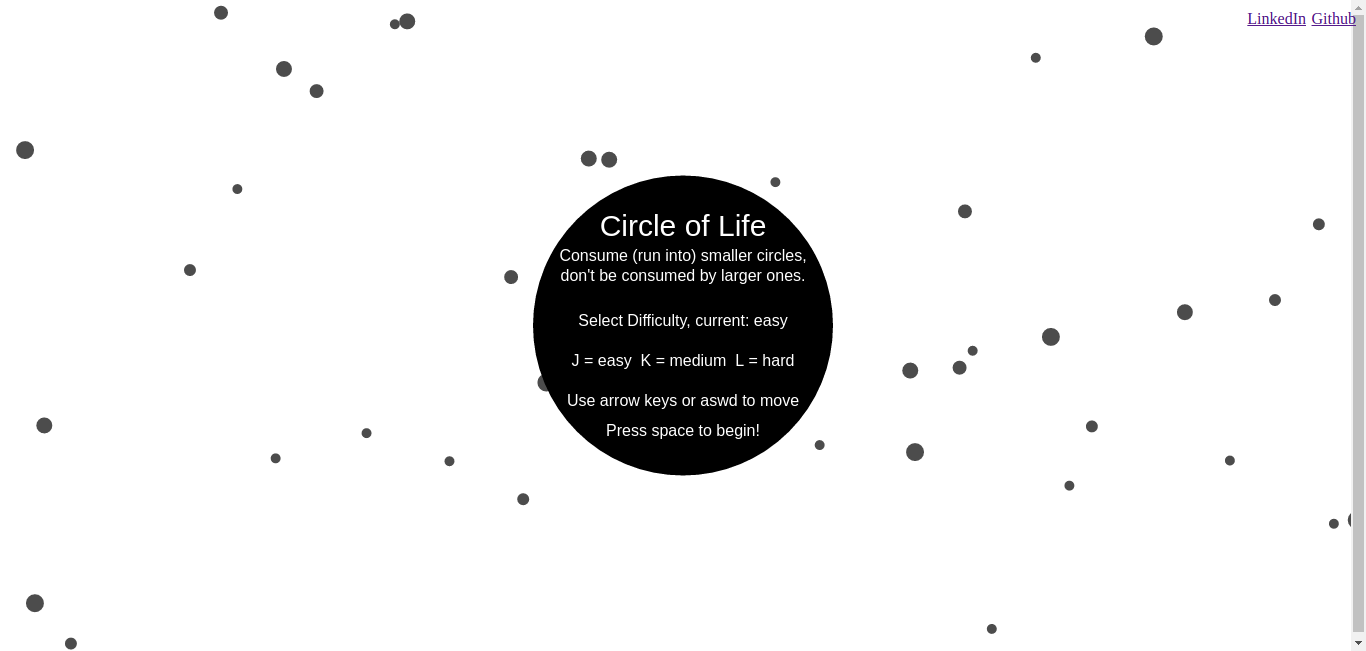 LinkedIn Github
Circle of Life
Consume (run into) smaller circles,
don't be consumed by larger ones.
Select Difficulty, current: easy
J = easy  K = medium  L = hard
Use arrow keys or aswd to move
Press space to begin!